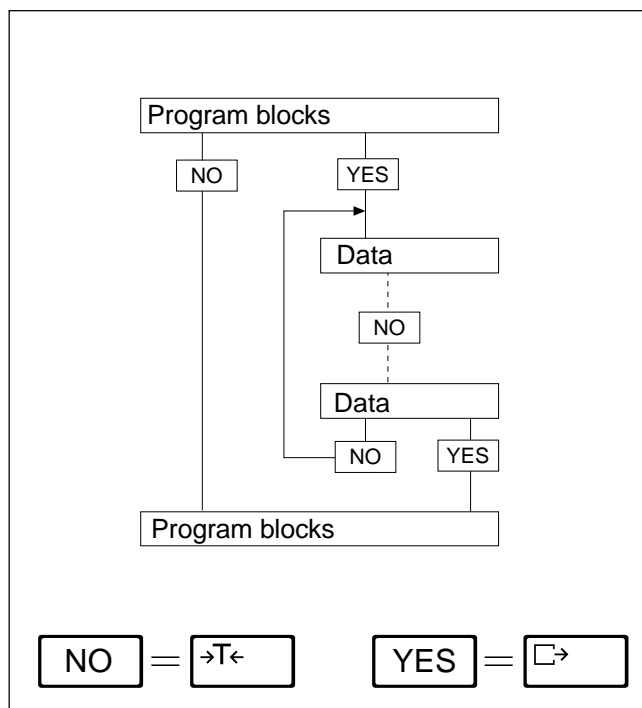 Program blocks
NO YES
Data
NO
Data
NO YES
Program blocks
NO = →T← YES = →